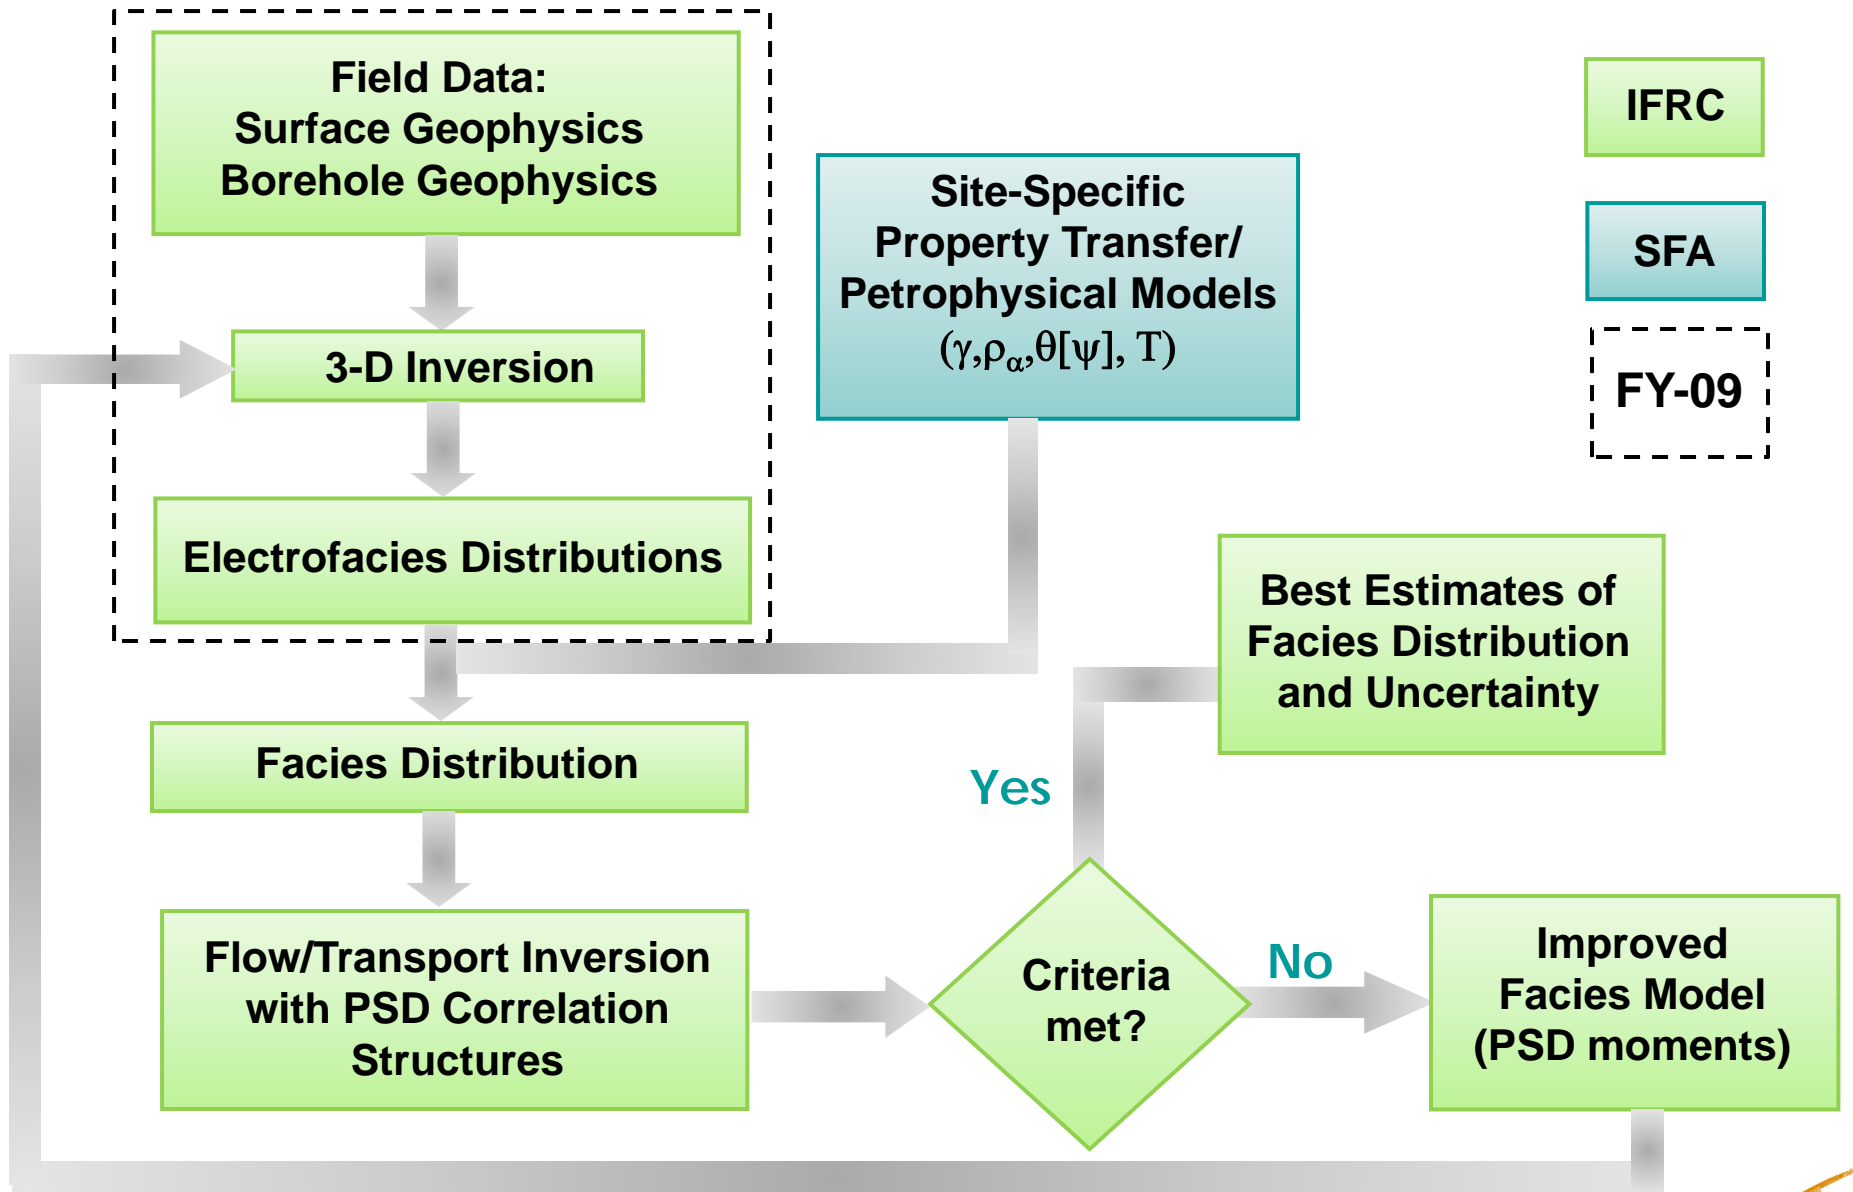 Field Data:
Surface Geophysics
Borehole Geophysics
IFRC
Site-Specific
Property Transfer/
Petrophysical Models
(γ,ρα,θ[ψ], T)
SFA
3-D Inversion
FY-09
Electrofacies Distributions
Best Estimates of
Facies Distribution
and Uncertainty
Facies Distribution
Yes
Flow/Transport Inversion
with PSD Correlation
Structures
Criteria
met?
No
Improved
Facies Model
(PSD moments)